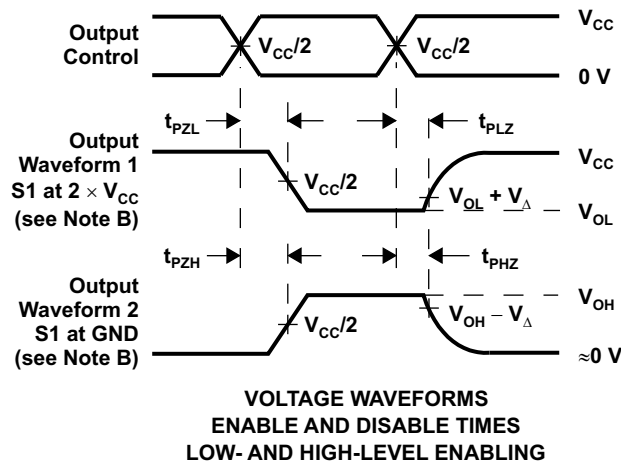 Output
Control
V_CC/2
V_CC/2
V_CC
0 V
t_PZL
t_PLZ
Output
Waveform 1
S1 at 2 × V_CC
(see Note B)
V_CC/2
V_OL + V_Δ
V_CC
V_OL
t_PZH
t_PHZ
Output
Waveform 2
S1 at GND
(see Note B)
V_CC/2
V_OH − V_Δ
V_OH
≈0 V
VOLTAGE WAVEFORMS
ENABLE AND DISABLE TIMES
LOW- AND HIGH-LEVEL ENABLING